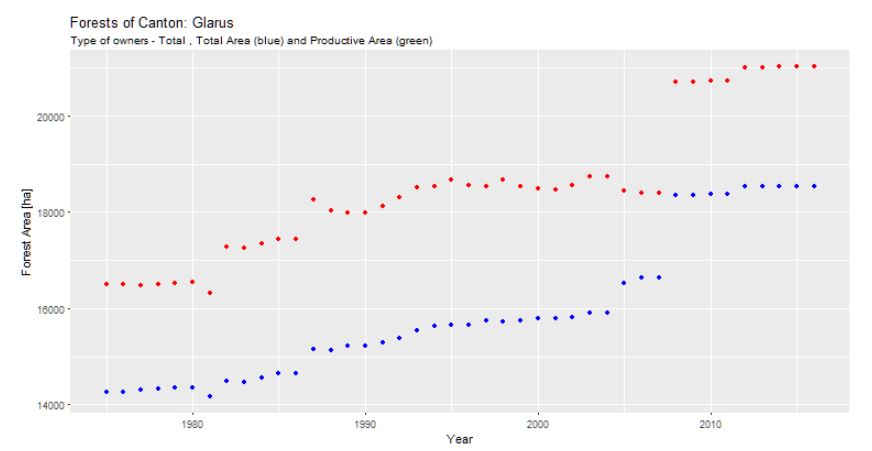 Forests of Canton: Glarus
Type of owners - Total , Total Area (blue) and Productive Area (green)
Forest Area [ha]
20000
18000
16000
14000
1980 1990 2000 2010
Year